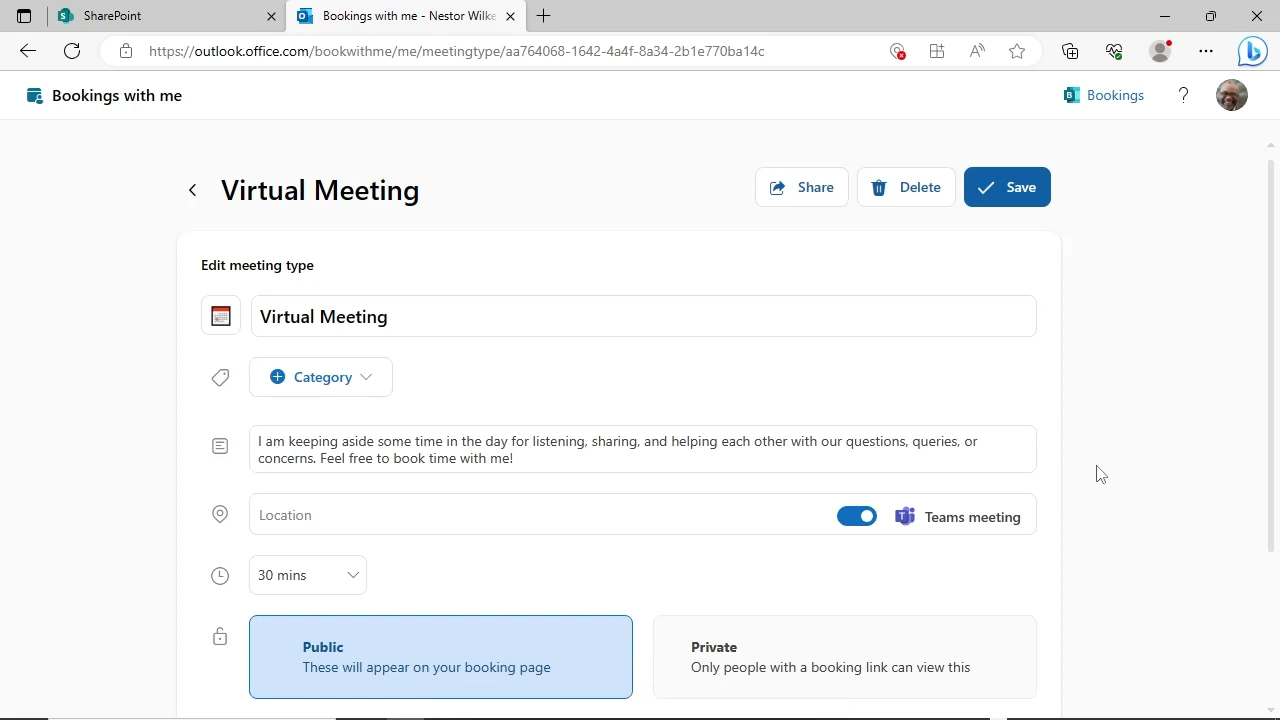 SharePoint
Bookings with me - Nestor Wilke
https://outlook.office.com/bookwithme/me/meetingtype/aa764068-1642-4a4f-8a34-2b1e770ba14c
Bookings with me
Bookings
?
Virtual Meeting
Share
Delete
Save
Edit meeting type
Virtual Meeting
Category
I am keeping aside some time in the day for listening, sharing, and helping each other with our questions, queries, or
concerns. Feel free to book time with me!
Location
Teams meeting
30 mins
Public
These will appear on your booking page
Private
Only people with a booking link can view this